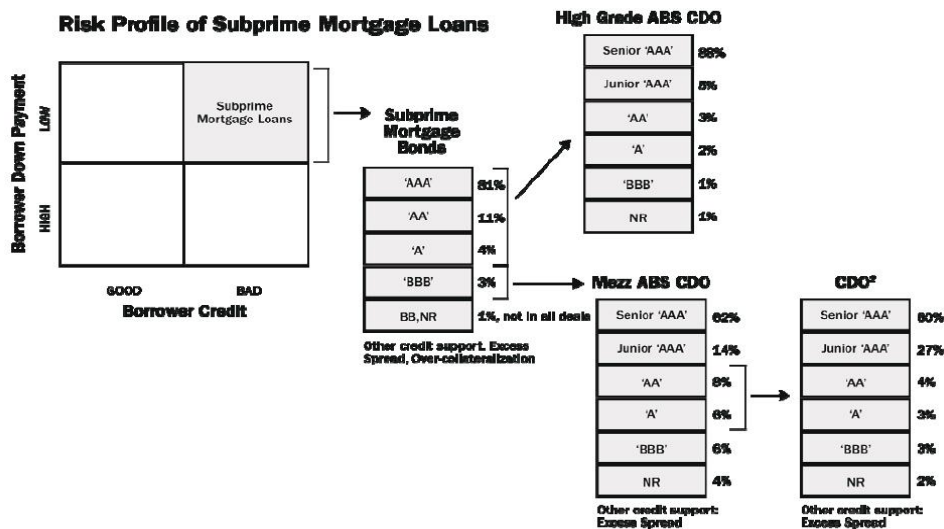 Risk Profile of Subprime Mortgage Loans
Borrower Down Payment
LOW
HIGH
Subprime
Mortgage Loans
GOOD
BAD
Borrower Credit
Subprime
Mortgage
Bonds
'AAA' 81%
'AA' 11%
'A' 4%
'BBB' 3%
BB,NR 1%, not in all deals
Other credit support. Excess
Spread, Over-collateralization
High Grade ABS CDO
Senior 'AAA' 88%
Junior 'AAA' 5%
'AA' 3%
'A' 2%
'BBB' 1%
NR 1%
Mezz ABS CDO
Senior 'AAA' 62%
Junior 'AAA' 14%
'AA' 8%
'A' 6%
'BBB' 6%
NR 4%
Other credit support:
Excess Spread
CDO²
Senior 'AAA' 60%
Junior 'AAA' 27%
'AA' 4%
'A' 3%
'BBB' 3%
NR 2%
Other credit support:
Excess Spread